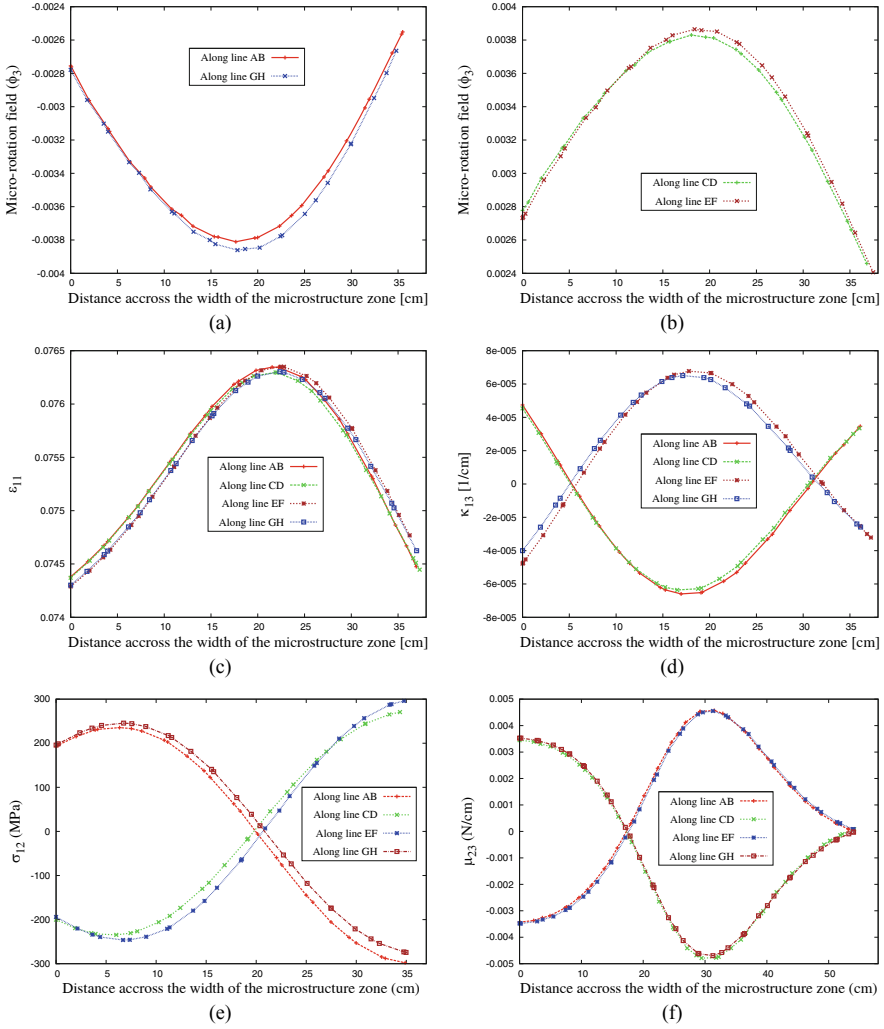 -0.0024
-0.0026
-0.0028
-0.003
-0.0032
-0.0034
-0.0036
-0.0038
-0.004
Micro-rotation field (ϕ3)
Along line AB
Along line GH
0 5 10 15 20 25 30 35
Distance accross the width of the microstructure zone [cm]
(a)
0.004
0.0038
0.0036
0.0034
0.0032
0.003
0.0028
0.0026
0.0024
Micro-rotation field (ϕ3)
Along line CD
Along line EF
0 5 10 15 20 25 30 35
Distance accross the width of the microstructure zone [cm]
(b)
0.0765
0.076
0.0755
0.075
0.0745
0.074
ε11
Along line AB
Along line CD
Along line EF
Along line GH
0 5 10 15 20 25 30 35
Distance accross the width of the microstructure zone [cm]
(c)
8e-005
6e-005
4e-005
2e-005
0
-2e-005
-4e-005
-6e-005
-8e-005
κ13 [1/cm]
Along line AB
Along line CD
Along line EF
Along line GH
0 5 10 15 20 25 30 35
Distance accross the width of the microstructure zone [cm]
(d)
300
200
100
0
-100
-200
-300
σ12 (MPa)
Along line AB
Along line CD
Along line EF
Along line GH
0 5 10 15 20 25 30 35
Distance accross the width of the microstructure zone (cm)
(e)
0.005
0.004
0.003
0.002
0.001
0
-0.001
-0.002
-0.003
-0.004
-0.005
μ23 (N/cm)
Along line AB
Along line CD
Along line EF
Along line GH
0 10 20 30 40 50
Distance accross the width of the microstructure zone (cm)
(f)